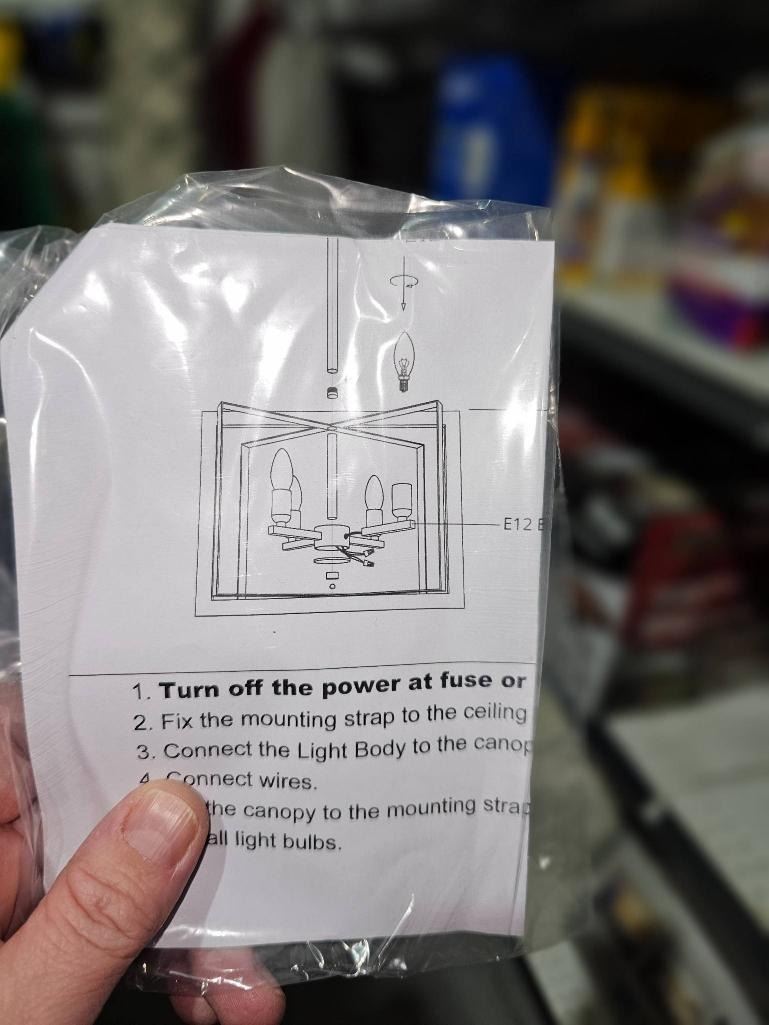 E12
1. Turn off the power at fuse or
2. Fix the mounting strap to the ceiling
3. Connect the Light Body to the canop
4. Connect wires.
the canopy to the mounting strap
all light bulbs.